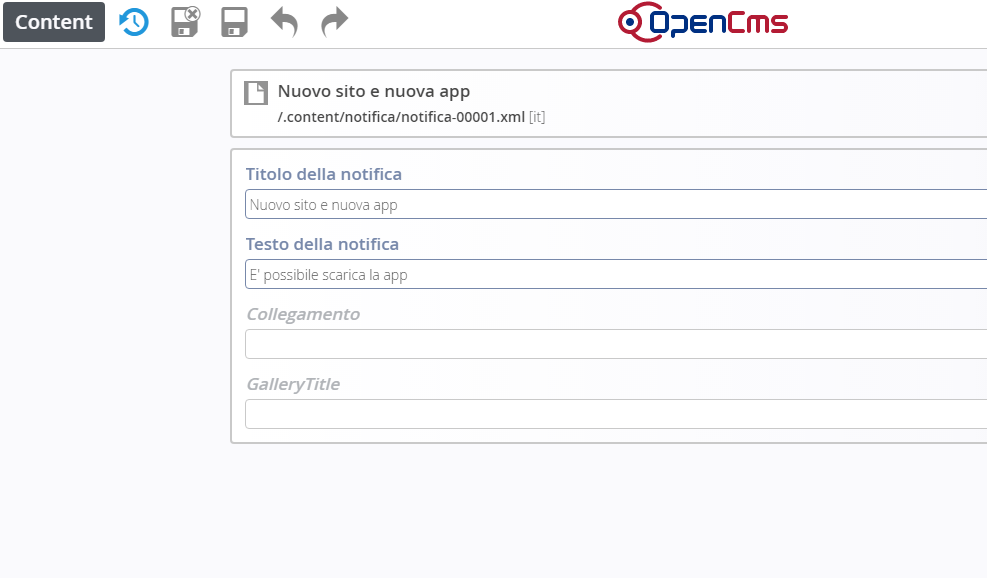 Content
OpenCms
Nuovo sito e nuova app
/.content/notifica/notifica-00001.xml [it]
Titolo della notifica
Nuovo sito e nuova app
Testo della notifica
E' possibile scarica la app
Collegamento
GalleryTitle